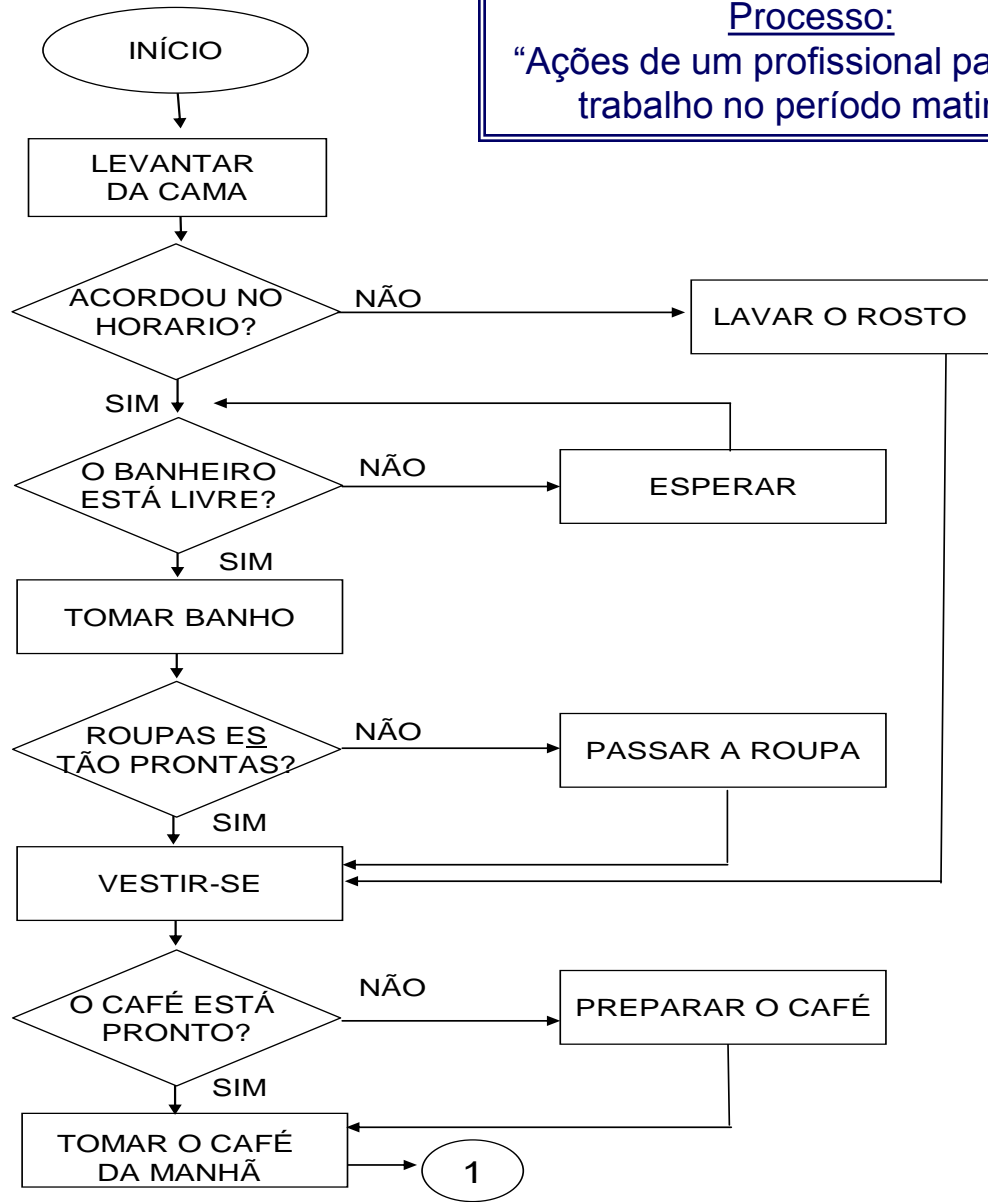 INÍCIO
Processo:
“Ações de um profissional pa
trabalho no período mati
LEVANTAR
DA CAMA
ACORDOU NO
HORARIO?
NÃO
LAVAR O ROSTO
SIM
O BANHEIRO
ESTÁ LIVRE?
NÃO
ESPERAR
SIM
TOMAR BANHO
ROUPAS ES
TÃO PRONTAS?
NÃO
PASSAR A ROUPA
SIM
VESTIR-SE
O CAFÉ ESTÁ
PRONTO?
NÃO
PREPARAR O CAFÉ
SIM
TOMAR O CAFÉ
DA MANHÃ
1